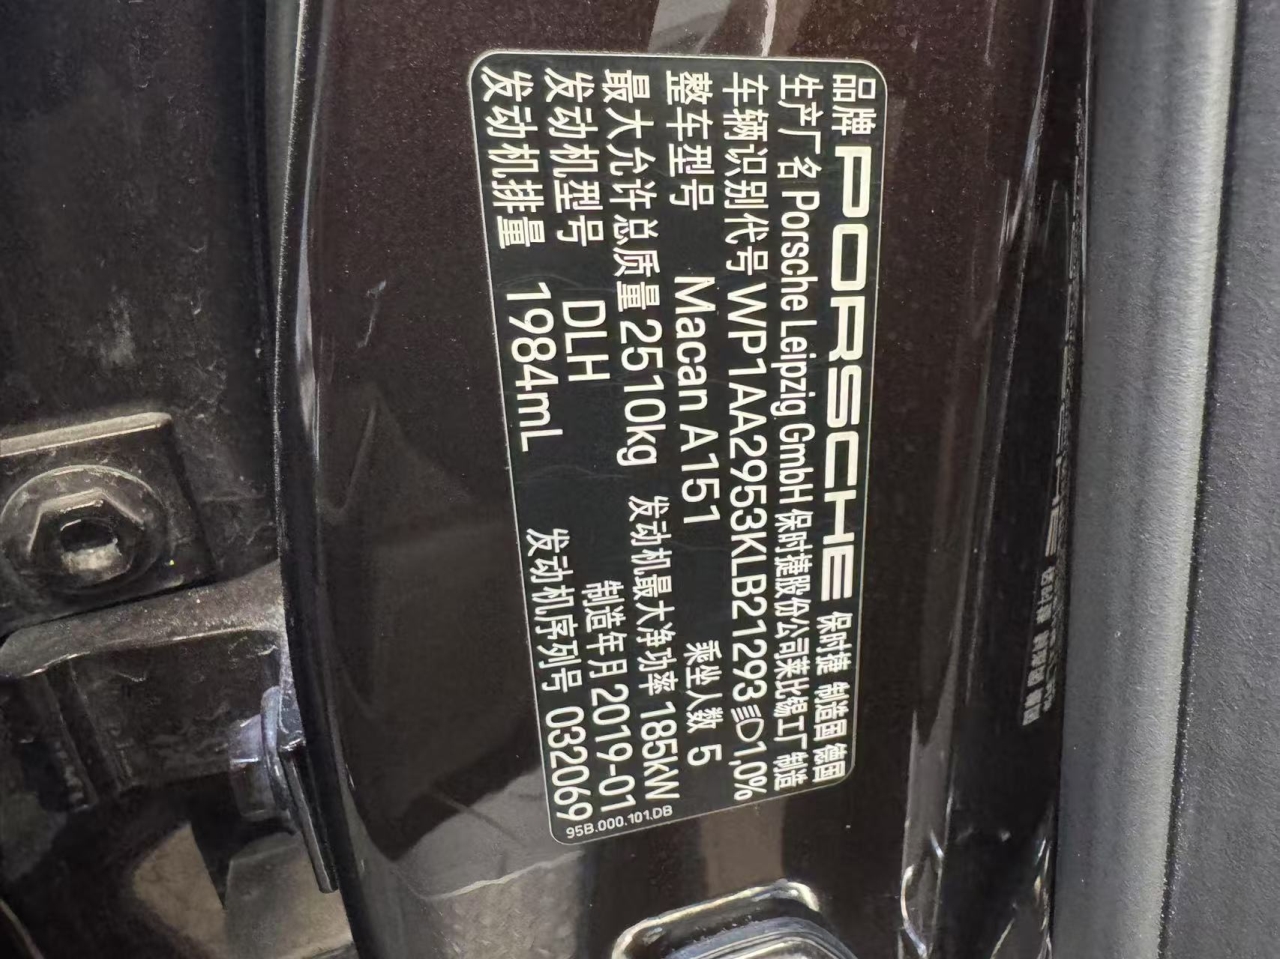 品牌 PORSCHE 保时捷 制造国 德国
生产厂名 Porsche Leipzig GmbH 保时捷股份公司莱比锡工厂制造
车辆识别代号 WP1AA2953KLB21293 1,0%
整车型号 Macan A151 乘坐人数 5
最大允许总质量 2510kg 发动机最大净功率 185kW
发动机型号 DLH 制造年月 2019-01
发动机排量 1984mL 发动机序列号 032069
95B.000.101.DB